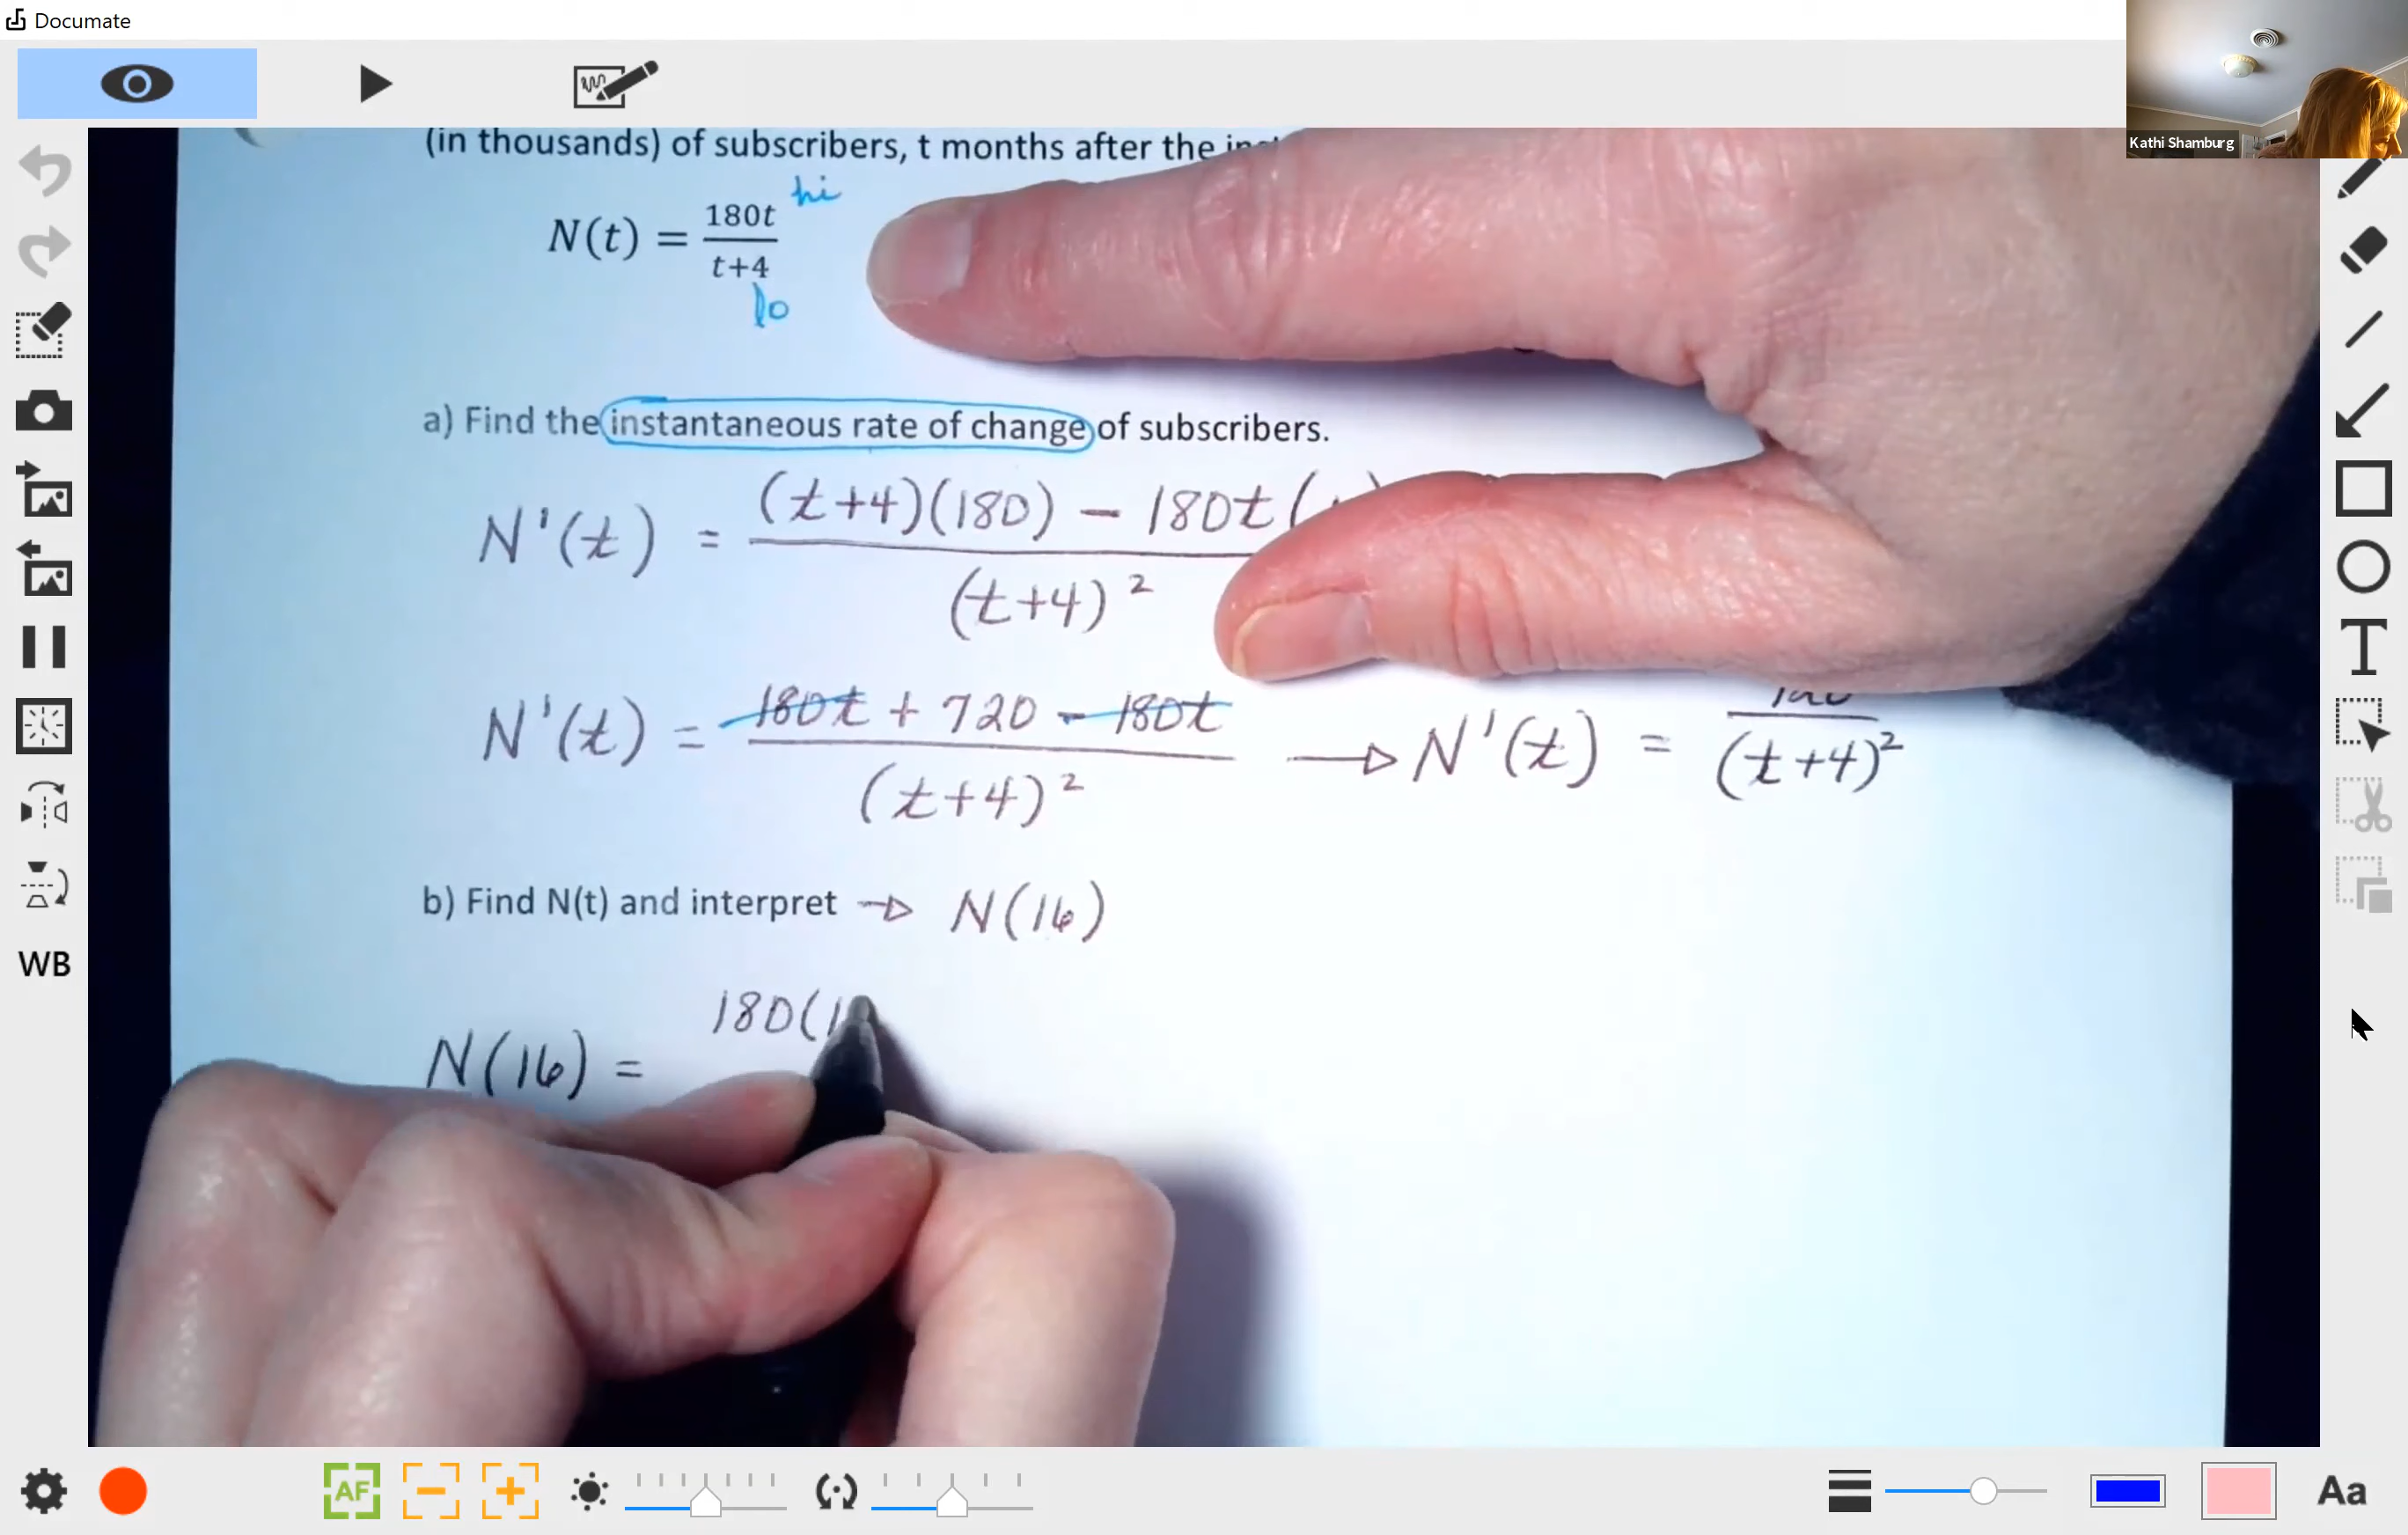 Documate
Kathi Shamburg
(in thousands) of subscribers, t months after the
N(t) = 180t / t+4
hi
lo
a) Find the instantaneous rate of change of subscribers.
N'(t) = (t+4)(180) − 180t( / (t+4)²
N'(t) = 180t + 720 − 180t / (t+4)² → N'(t) = / (t+4)²
b) Find N(t) and interpret → N(16)
N(16) = 180(1
WB
T
AF
Aa